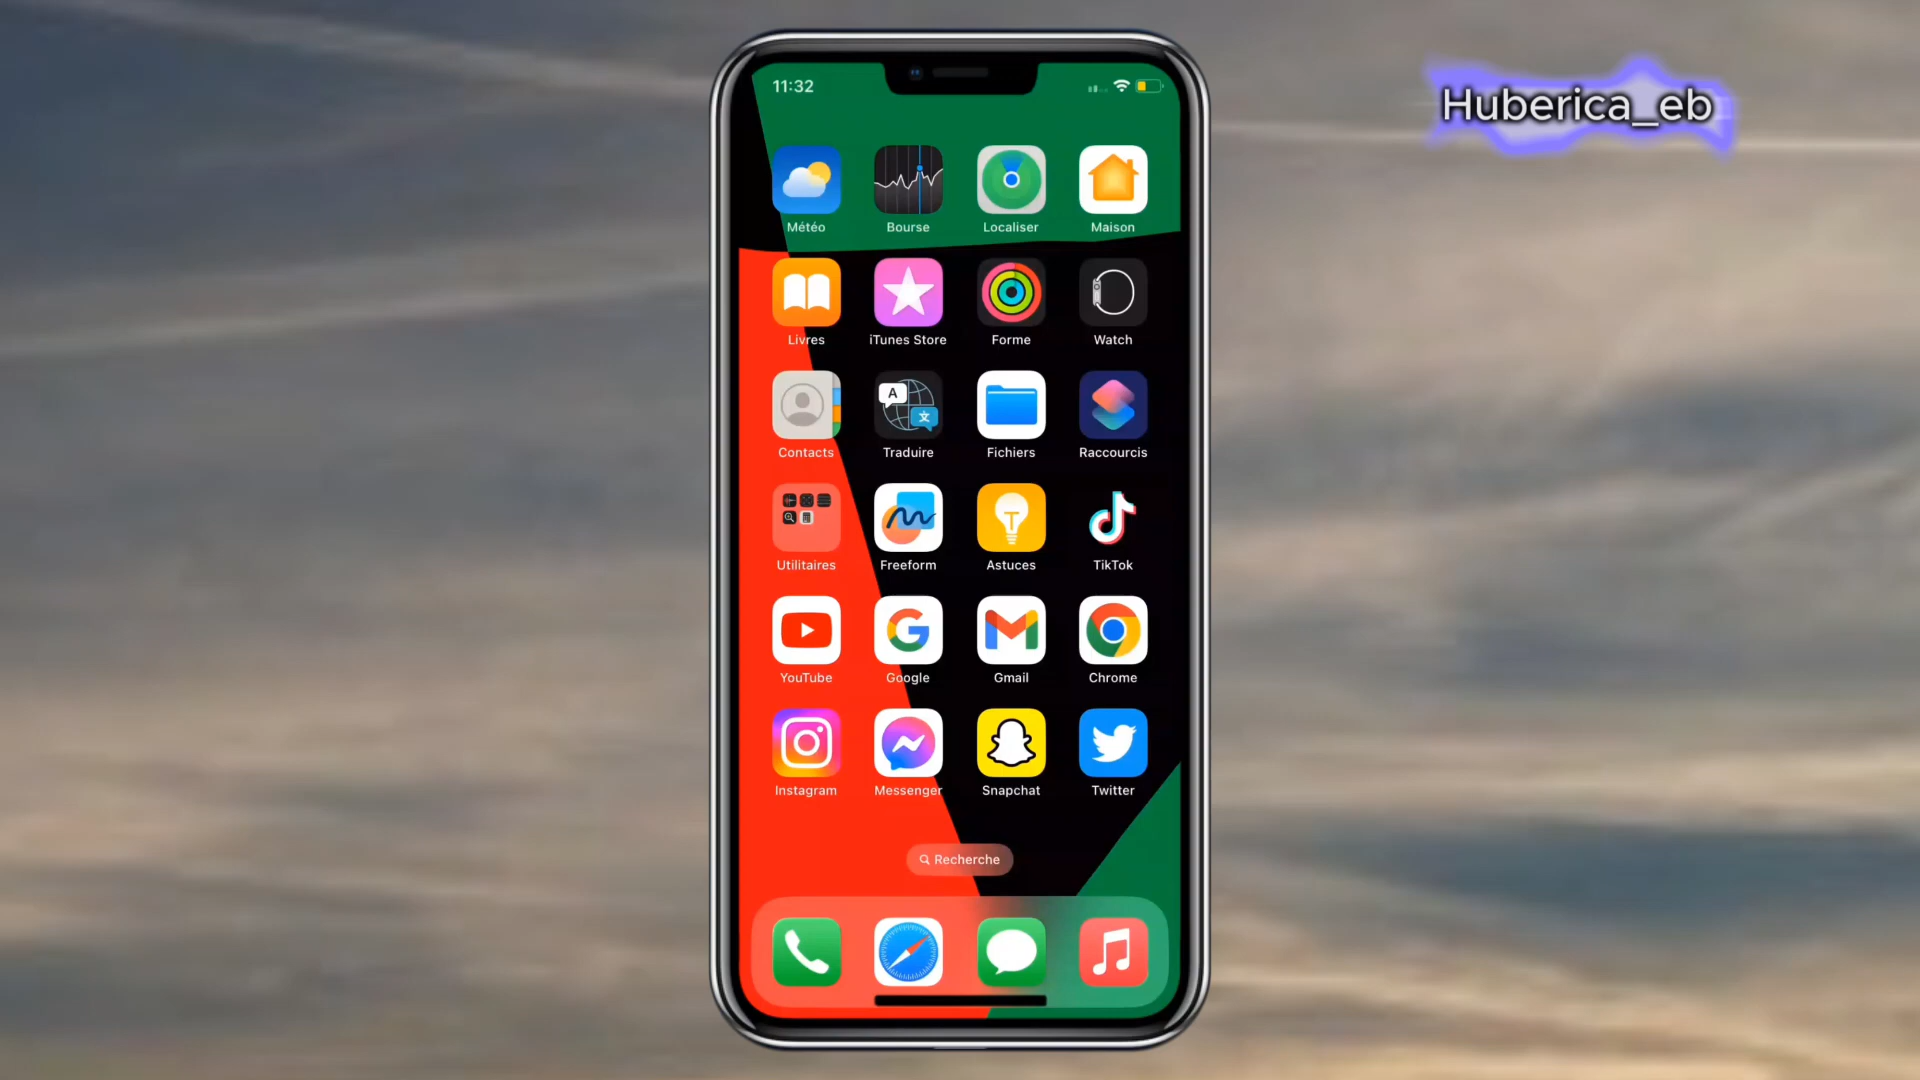 Huberica_eb
11:32
Météo Bourse Localiser Maison
Livres iTunes Store Forme Watch
A
文
Contacts Traduire Fichiers Raccourcis
Utilitaires Freeform Astuces TikTok
YouTube Google Gmail Chrome
Instagram Messenger Snapchat Twitter
Recherche